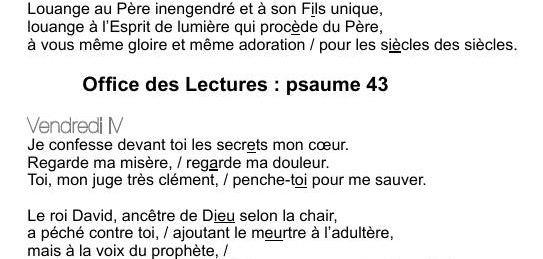 Louange au Père inengendré et à son Fils unique,
louange à l’Esprit de lumière qui procède du Père,
à vous même gloire et même adoration / pour les siècles des siècles.
Office des Lectures : psaume 43
Vendredi IV
Je confesse devant toi les secrets mon cœur.
Regarde ma misère, / regarde ma douleur.
Toi, mon juge très clément, / penche-toi pour me sauver.
Le roi David, ancêtre de Dieu selon la chair,
a péché contre toi, / ajoutant le meurtre à l’adultère,
mais à la voix du prophète, /